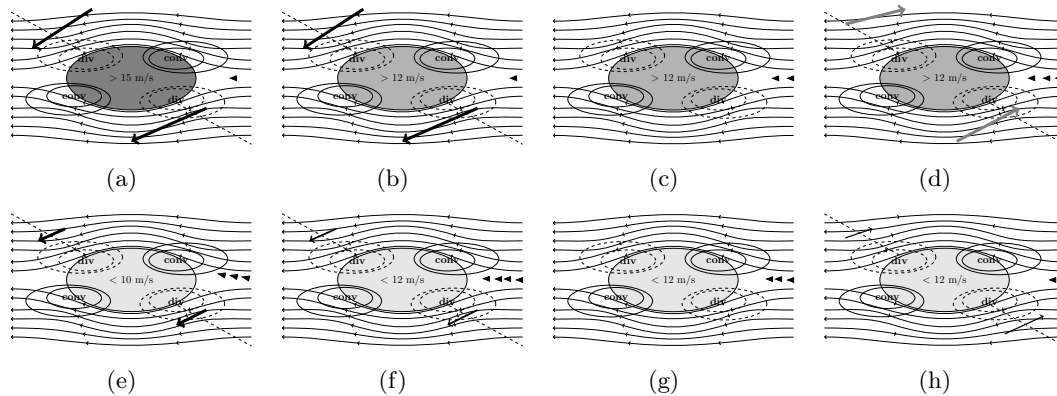 div conv
> 15 m/s
conv div
(a)
div conv
> 12 m/s
conv div
(b)
div conv
> 12 m/s
conv div
(c)
div conv
> 12 m/s
conv div
(d)
div conv
< 10 m/s
conv div
(e)
div conv
< 12 m/s
conv div
(f)
div conv
< 12 m/s
conv div
(g)
div conv
< 12 m/s
conv div
(h)